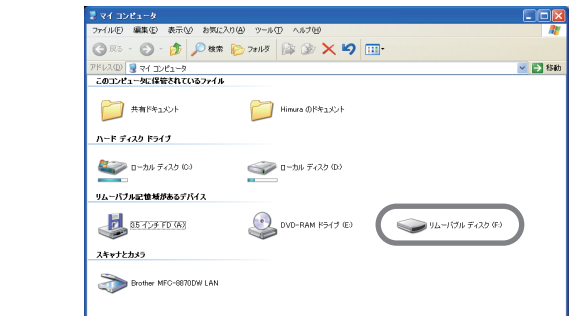 マイ コンピュータ
ファイル(F) 編集(E) 表示(V) お気に入り(A) ツール(T) ヘルプ(H)
戻る 検索 フォルダ
アドレス(D) マイ コンピュータ 移動
このコンピュータに保管されているファイル
共有ドキュメント Himura のドキュメント
ハード ディスク ドライブ
ローカル ディスク (C:) ローカル ディスク (D:)
リムーバブル記憶域があるデバイス
3.5 インチ FD (A:) DVD-RAM ドライブ (E:) リムーバブル ディスク (F:)
スキャナとカメラ
Brother MFC-8870DW LAN